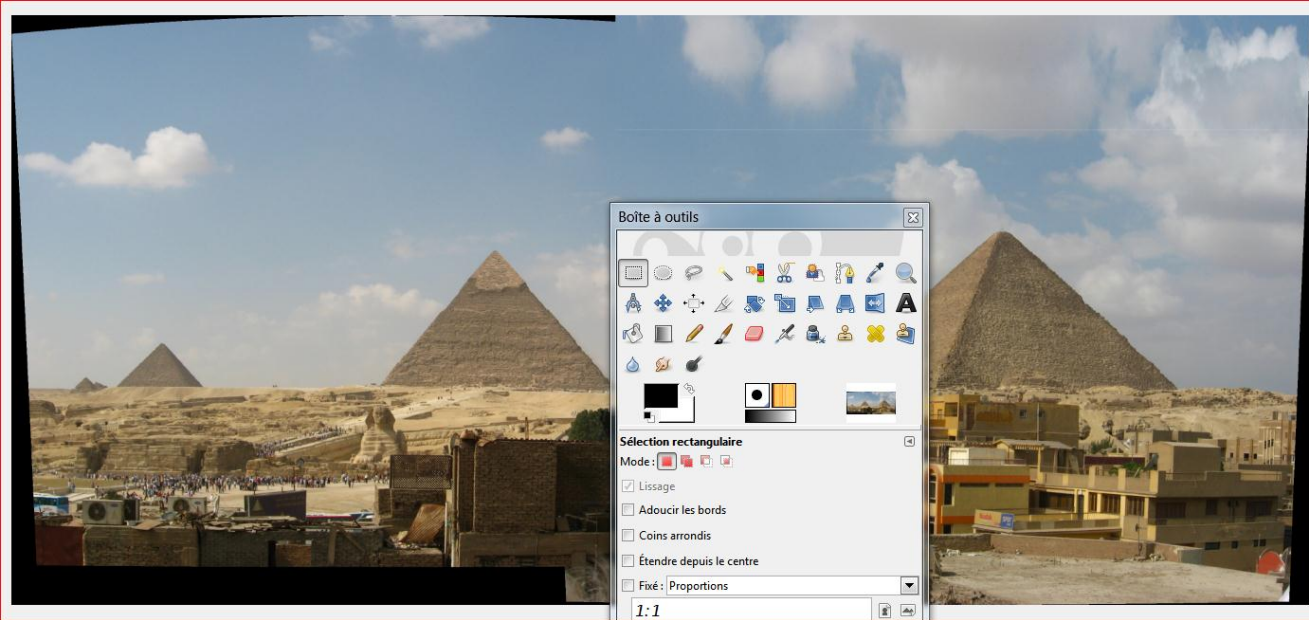 Boîte à outils
Sélection rectangulaire
Mode :
Lissage
Adoucir les bords
Coins arrondis
Étendre depuis le centre
Fixé : Proportions
1:1
Kodak